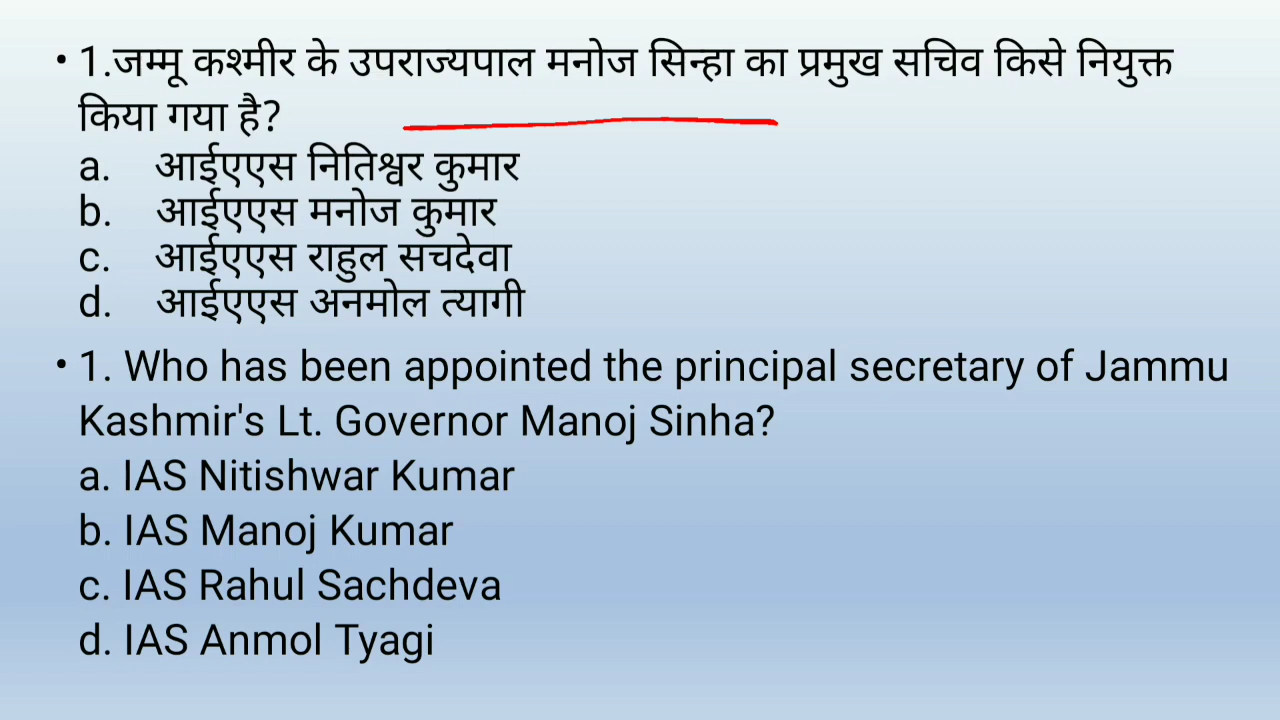 • 1.जम्मू कश्मीर के उपराज्यपाल मनोज सिन्हा का प्रमुख सचिव किसे नियुक्त
किया गया है?
a. आईएएस नितिश्वर कुमार
b. आईएएस मनोज कुमार
c. आईएएस राहुल सचदेवा
d. आईएएस अनमोल त्यागी
• 1. Who has been appointed the principal secretary of Jammu
Kashmir's Lt. Governor Manoj Sinha?
a. IAS Nitishwar Kumar
b. IAS Manoj Kumar
c. IAS Rahul Sachdeva
d. IAS Anmol Tyagi